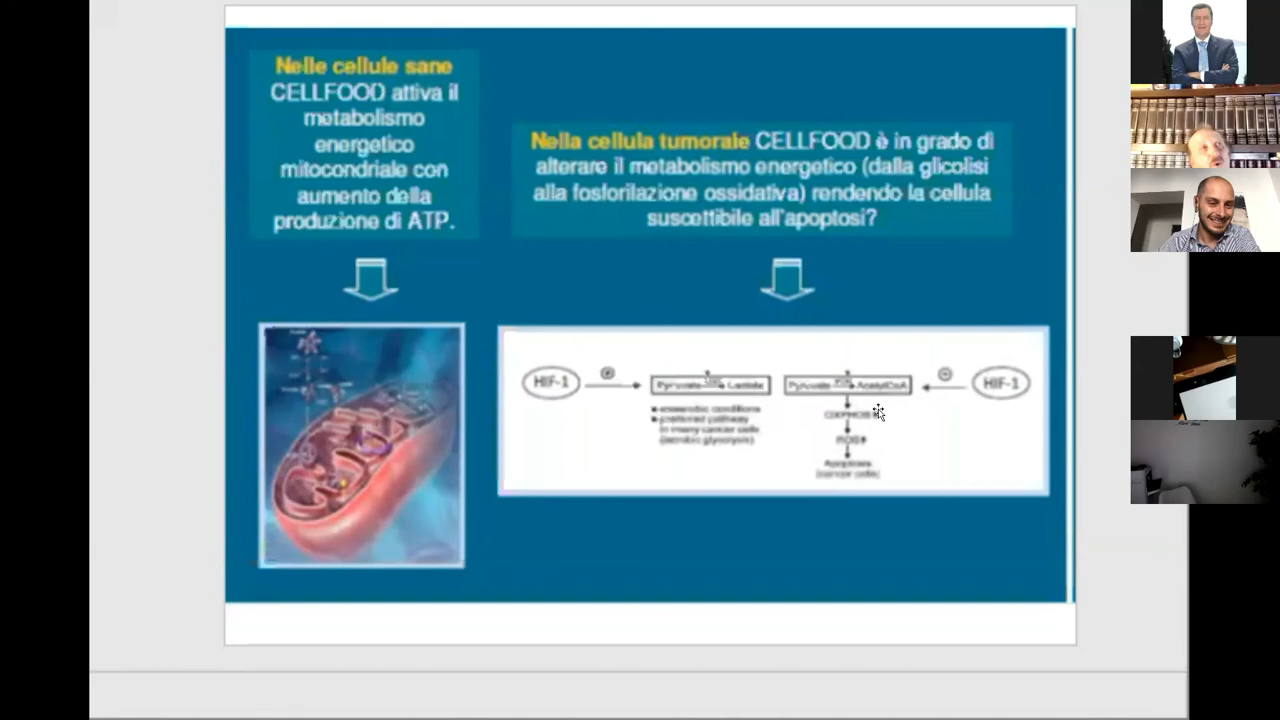 Nelle cellule sane
CELLFOOD attiva il
metabolismo
energetico
mitocondriale con
aumento della
produzione di ATP.
Nella cellula tumorale CELLFOOD è in grado di
alterare il metabolismo energetico (dalla glicolisi
alla fosforilazione ossidativa) rendendo la cellula
suscettibile all'apoptosi?
HIF-1
Pyruvate Lactate
anaerobic conditions
preferred pathway
in many cancer cells
(aerobic glycolysis)
Pyruvate AcetylCoA
HIF-1
ROS
Apoptosis
(cancer cells)